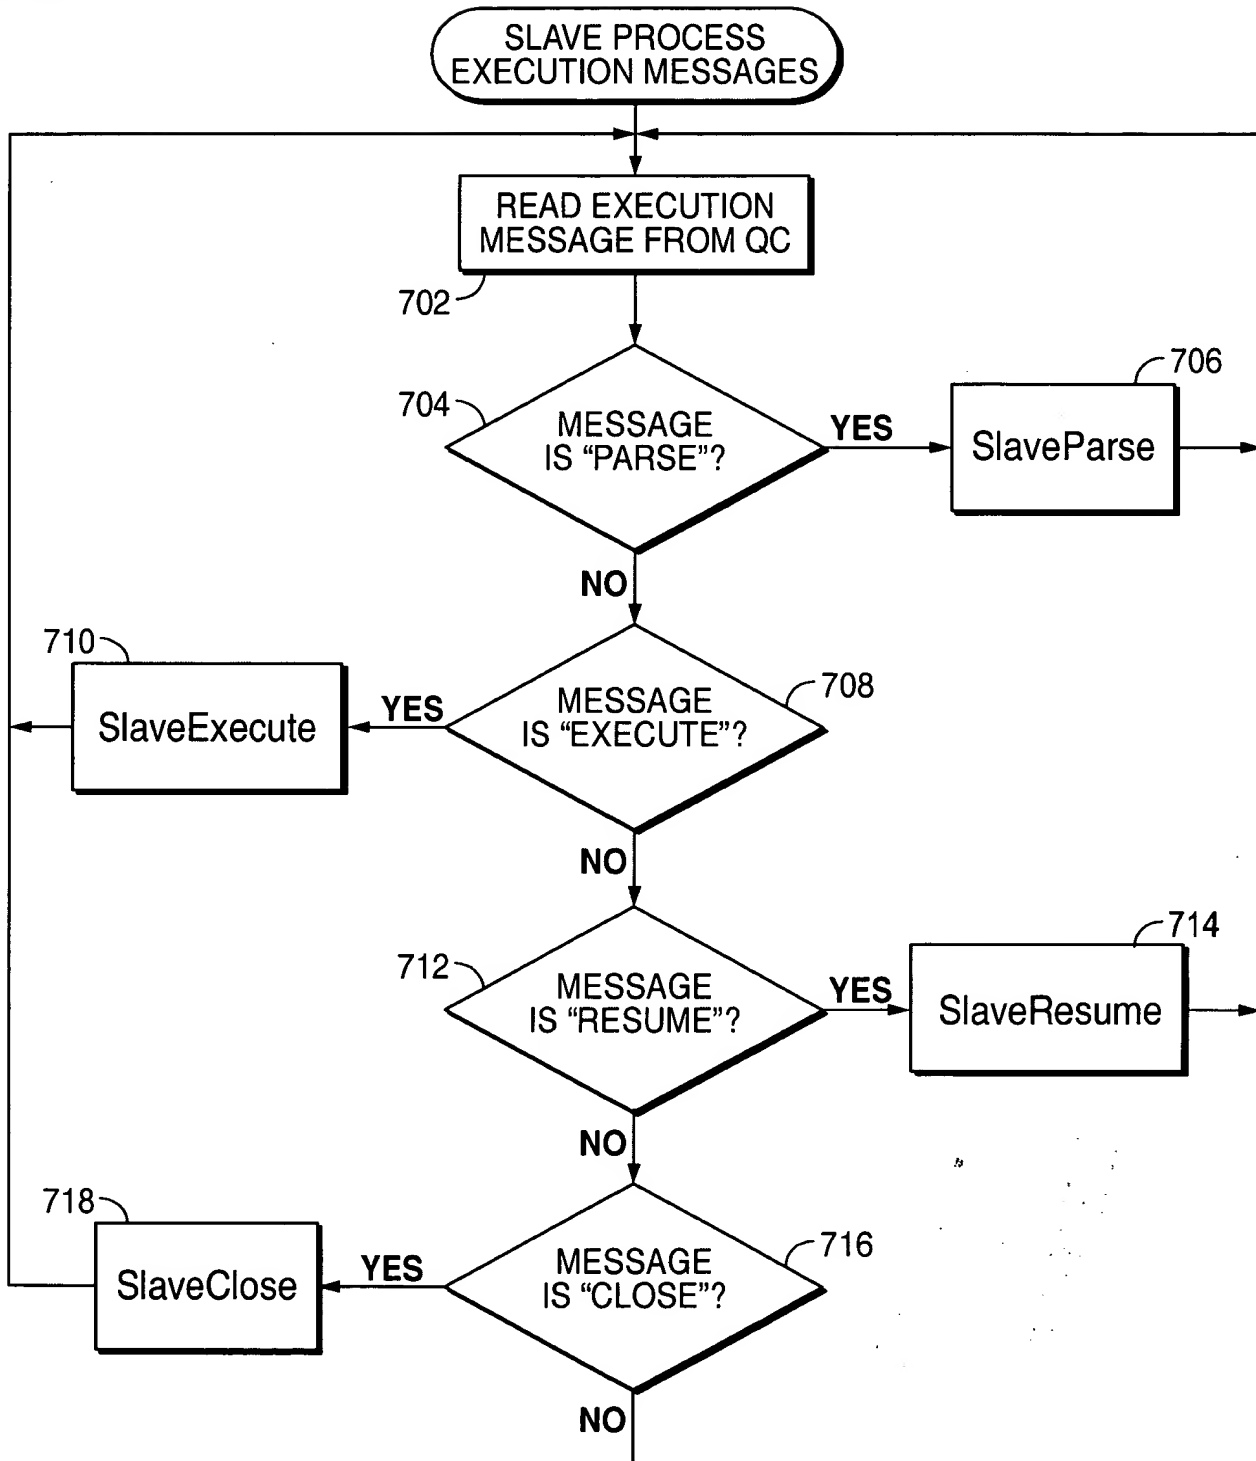 SLAVE PROCESS
EXECUTION MESSAGES
READ EXECUTION
MESSAGE FROM QC
702
704
MESSAGE
IS “PARSE”?
YES
706
SlaveParse
NO
710
SlaveExecute
YES
708
MESSAGE
IS “EXECUTE”?
NO
712
MESSAGE
IS “RESUME”?
YES
714
SlaveResume
NO
718
SlaveClose
YES
716
MESSAGE
IS “CLOSE”?
NO